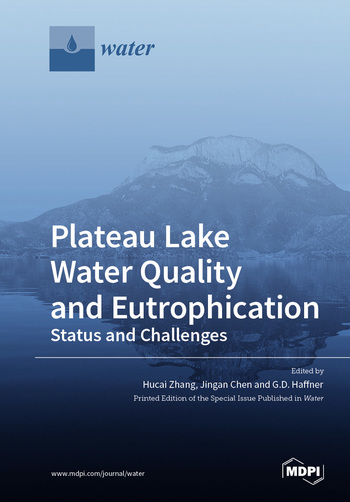 water
Plateau Lake
Water Quality
and Eutrophication
Status and Challenges
Edited by
Hucai Zhang, Jingan Chen and G.D. Haffner
Printed Edition of the Special Issue Published in Water
www.mdpi.com/journal/water
MDPI